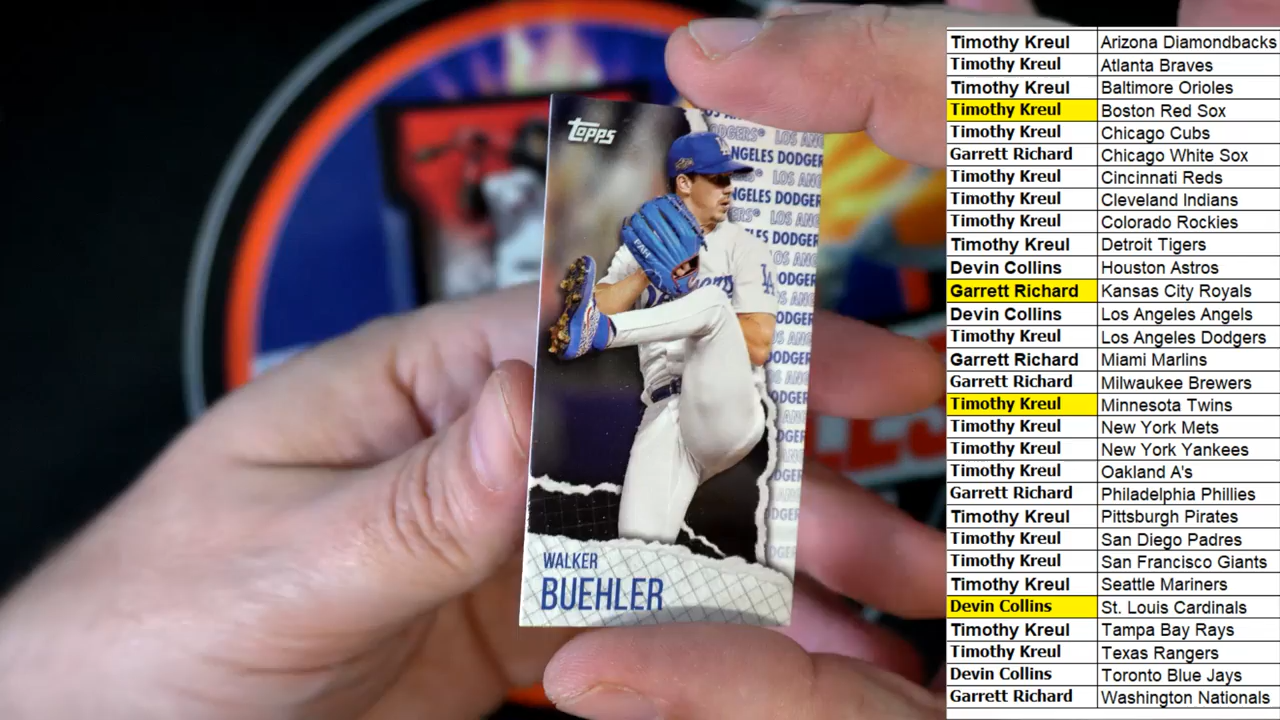 TOPPS
LOS ANG
ANGELES DODGERS
LOS ANG
DODGERS
WALKER
BUEHLER
Timothy Kreul Arizona Diamondbacks
Timothy Kreul Atlanta Braves
Timothy Kreul Baltimore Orioles
Timothy Kreul Boston Red Sox
Timothy Kreul Chicago Cubs
Garrett Richard Chicago White Sox
Timothy Kreul Cincinnati Reds
Timothy Kreul Cleveland Indians
Timothy Kreul Colorado Rockies
Timothy Kreul Detroit Tigers
Devin Collins Houston Astros
Garrett Richard Kansas City Royals
Devin Collins Los Angeles Angels
Timothy Kreul Los Angeles Dodgers
Garrett Richard Miami Marlins
Garrett Richard Milwaukee Brewers
Timothy Kreul Minnesota Twins
Timothy Kreul New York Mets
Timothy Kreul New York Yankees
Timothy Kreul Oakland A's
Garrett Richard Philadelphia Phillies
Timothy Kreul Pittsburgh Pirates
Timothy Kreul San Diego Padres
Timothy Kreul San Francisco Giants
Timothy Kreul Seattle Mariners
Devin Collins St. Louis Cardinals
Timothy Kreul Tampa Bay Rays
Timothy Kreul Texas Rangers
Devin Collins Toronto Blue Jays
Garrett Richard Washington Nationals